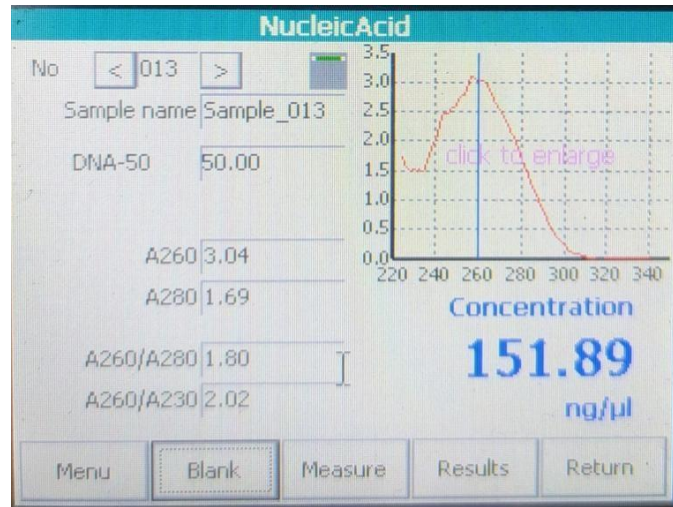 NucleicAcid
No < 013 >
Sample name Sample_013
DNA-50 50.00
A260 3.04
A280 1.69
A260/A280 1.80
A260/A230 2.02
3.5
3.0
2.5
2.0
1.5
1.0
0.5
0.0
click to enlarge
220 240 260 280 300 320 340
Concentration
151.89
ng/µl
Menu Blank Measure Results Return